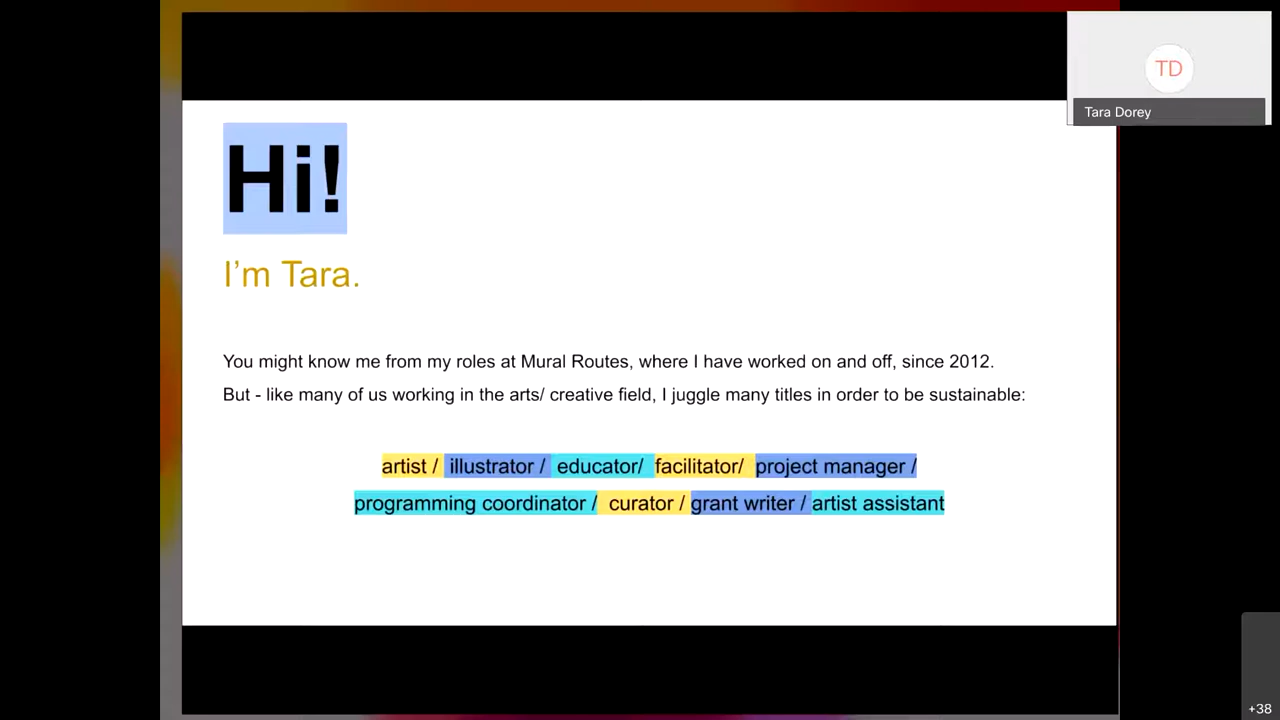 Hi!
TD
Tara Dorey
I’m Tara.
You might know me from my roles at Mural Routes, where I have worked on and off, since 2012.
But - like many of us working in the arts/ creative field, I juggle many titles in order to be sustainable:
artist / illustrator / educator/ facilitator/ project manager /
programming coordinator / curator / grant writer / artist assistant
+38